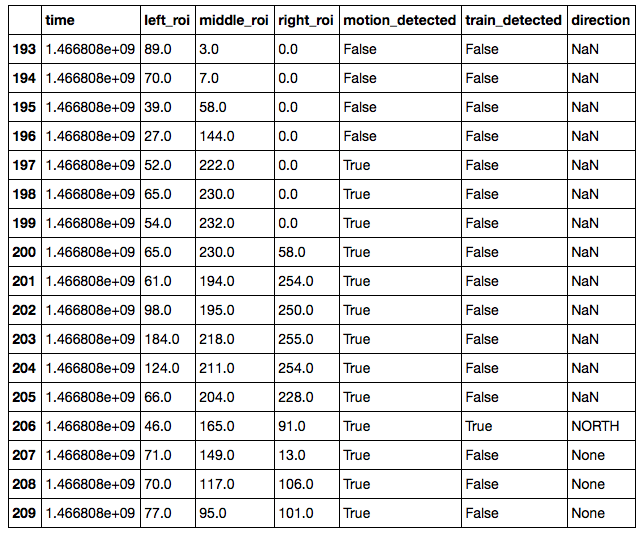 time left_roi middle_roi right_roi motion_detected train_detected direction
193 1.466808e+09 89.0 3.0 0.0 False False NaN
194 1.466808e+09 70.0 7.0 0.0 False False NaN
195 1.466808e+09 39.0 58.0 0.0 False False NaN
196 1.466808e+09 27.0 144.0 0.0 False False NaN
197 1.466808e+09 52.0 222.0 0.0 True False NaN
198 1.466808e+09 65.0 230.0 0.0 True False NaN
199 1.466808e+09 54.0 232.0 0.0 True False NaN
200 1.466808e+09 65.0 230.0 58.0 True False NaN
201 1.466808e+09 61.0 194.0 254.0 True False NaN
202 1.466808e+09 98.0 195.0 250.0 True False NaN
203 1.466808e+09 184.0 218.0 255.0 True False NaN
204 1.466808e+09 124.0 211.0 254.0 True False NaN
205 1.466808e+09 66.0 204.0 228.0 True False NaN
206 1.466808e+09 46.0 165.0 91.0 True True NORTH
207 1.466808e+09 71.0 149.0 13.0 True False None
208 1.466808e+09 70.0 117.0 106.0 True False None
209 1.466808e+09 77.0 95.0 101.0 True False None